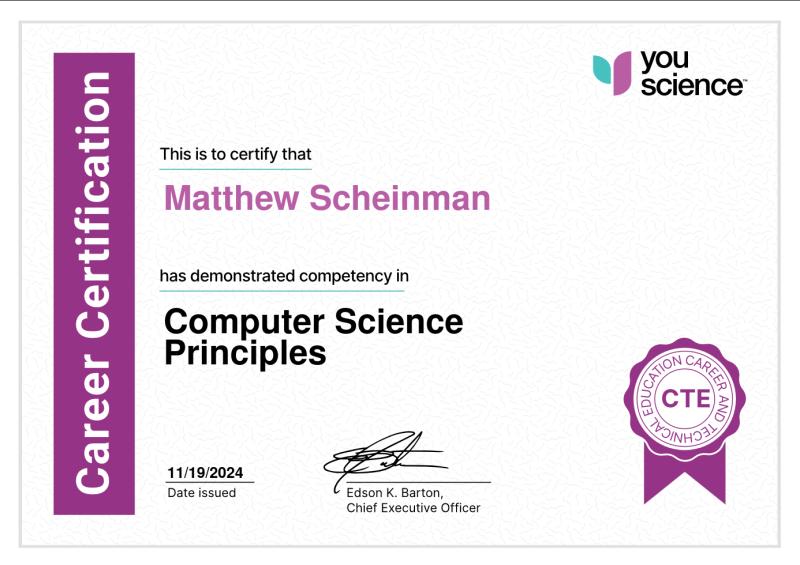 Career Certification
you
science™
This is to certify that
Matthew Scheinman
has demonstrated competency in
Computer Science
Principles
CAREER AND TECHNICAL EDUCATION
CTE
11/19/2024
Date issued
Edson K. Barton,
Chief Executive Officer